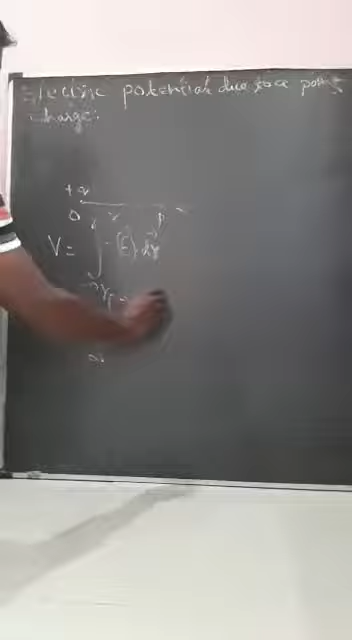 Electric potential due to a point
charge:
+q
O r P
V = ∫ -(E) dr
∞